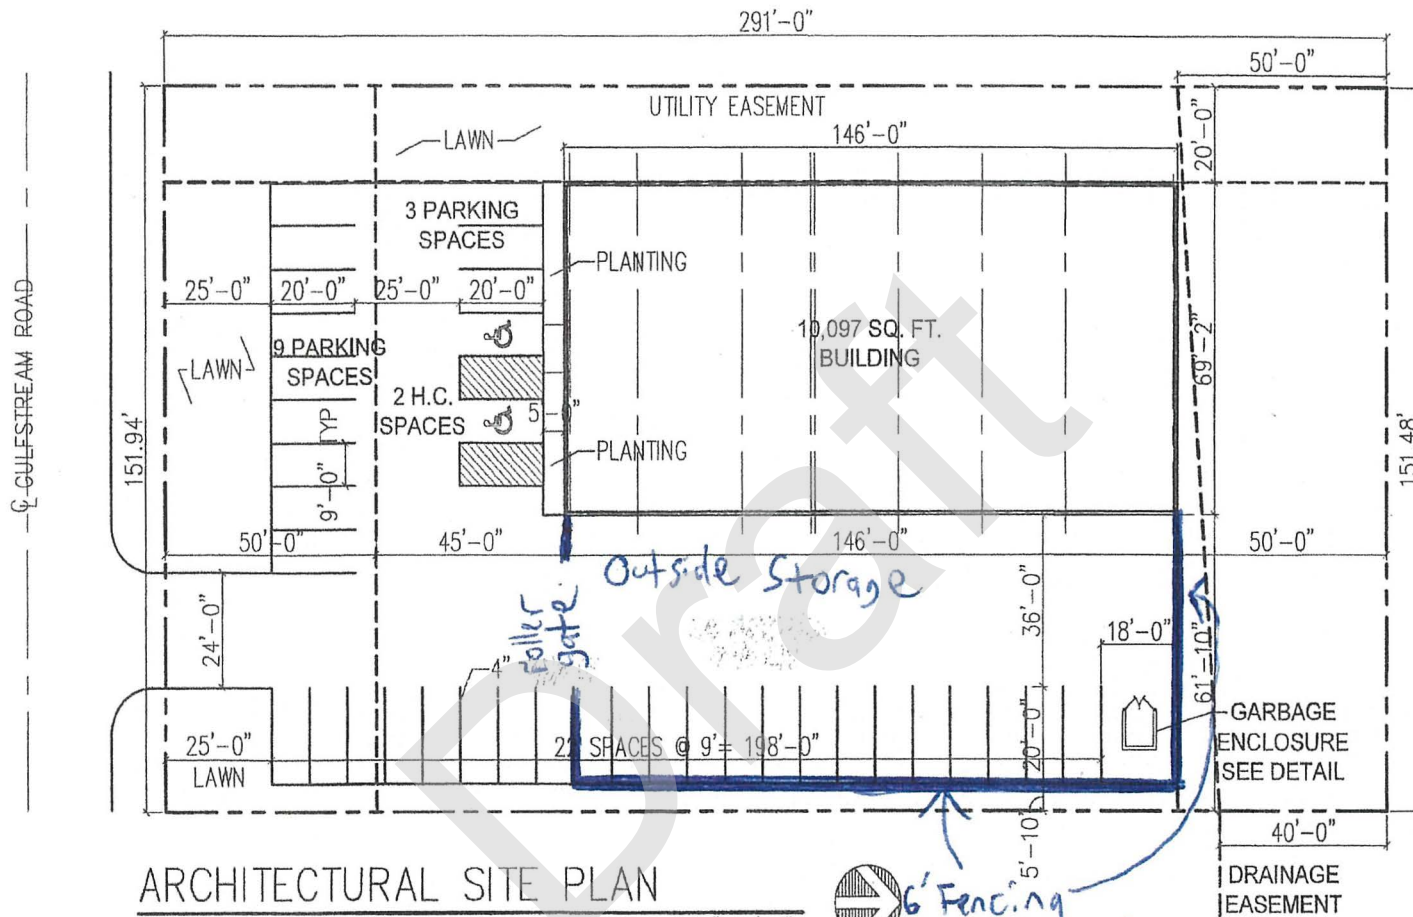 291'-0"
50'-0"
UTILITY EASEMENT
146'-0"
LAWN
20'-0"
3 PARKING
SPACES
PLANTING
25'-0"
20'-0"
25'-0"
20'-0"
10,097 SQ. FT.
BUILDING
69'-2"
℄ GULFSTREAM ROAD
151.94'
LAWN
9 PARKING
SPACES
2 H.C.
SPACES
TYP
9'-0"
5'-0"
PLANTING
151.48'
50'-0"
45'-0"
146'-0"
50'-0"
Outside Storage
roller
gate
24'-0"
36'-0"
18'-0"
61'-10"
4"
25'-0"
LAWN
22 SPACES @ 9'= 198'-0"
20'-0"
GARBAGE
ENCLOSURE
SEE DETAIL
5'-10"
40'-0"
ARCHITECTURAL SITE PLAN
6' Fencing
DRAINAGE
EASEMENT
Draft